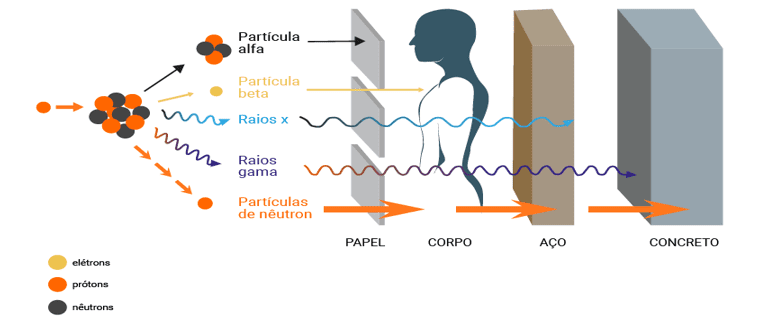 Partícula
alfa
Partícula
beta
Raios x
Raios
gama
Partículas
de nêutron
PAPEL
CORPO
AÇO
CONCRETO
elétrons
prótons
nêutrons